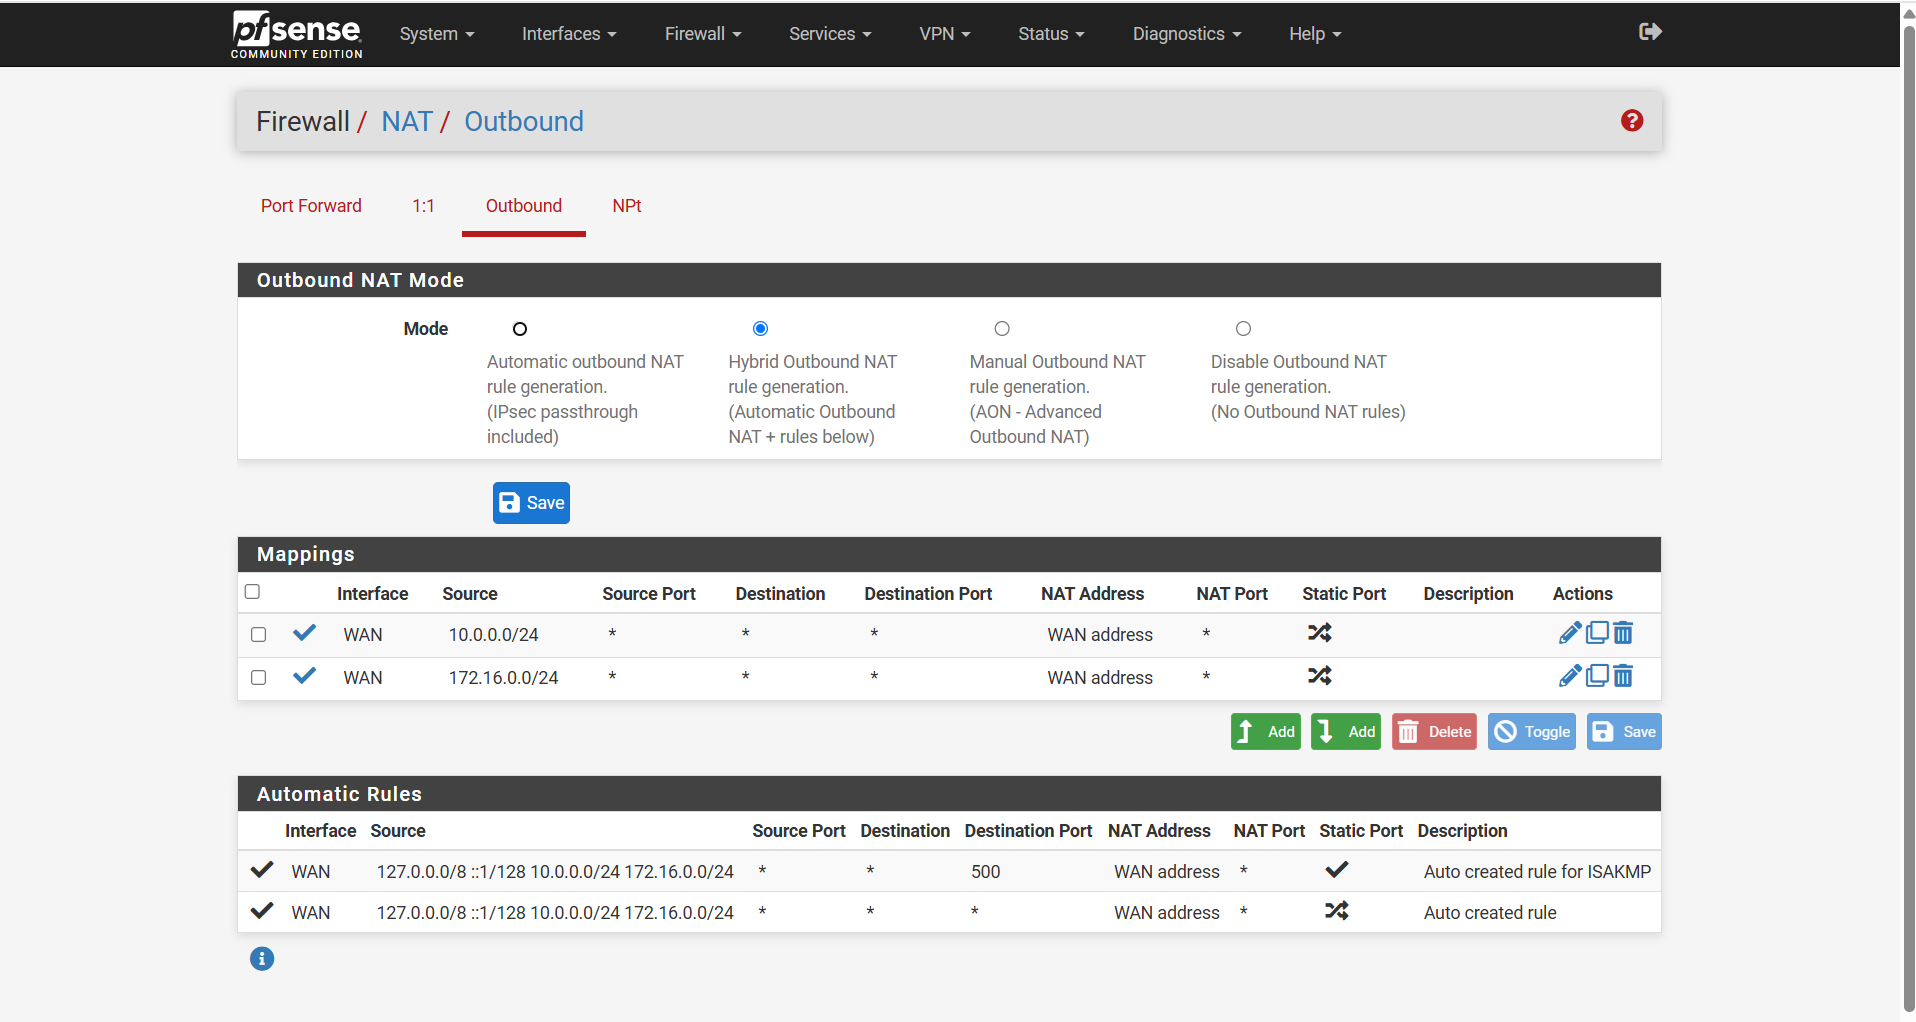 pfsense
COMMUNITY EDITION
System Interfaces Firewall Services VPN Status Diagnostics Help
Firewall / NAT / Outbound
Port Forward 1:1 Outbound NPt
Outbound NAT Mode
Mode
Automatic outbound NAT
rule generation.
(IPsec passthrough
included)
Hybrid Outbound NAT
rule generation.
(Automatic Outbound
NAT + rules below)
Manual Outbound NAT
rule generation.
(AON - Advanced
Outbound NAT)
Disable Outbound NAT
rule generation.
(No Outbound NAT rules)
Save
Mappings
Interface Source Source Port Destination Destination Port NAT Address NAT Port Static Port Description Actions
WAN 10.0.0.0/24 * * * WAN address *
WAN 172.16.0.0/24 * * * WAN address *
Add Add Delete Toggle Save
Automatic Rules
Interface Source Source Port Destination Destination Port NAT Address NAT Port Static Port Description
WAN 127.0.0.0/8 ::1/128 10.0.0.0/24 172.16.0.0/24 * * 500 WAN address * Auto created rule for ISAKMP
WAN 127.0.0.0/8 ::1/128 10.0.0.0/24 172.16.0.0/24 * * * WAN address * Auto created rule